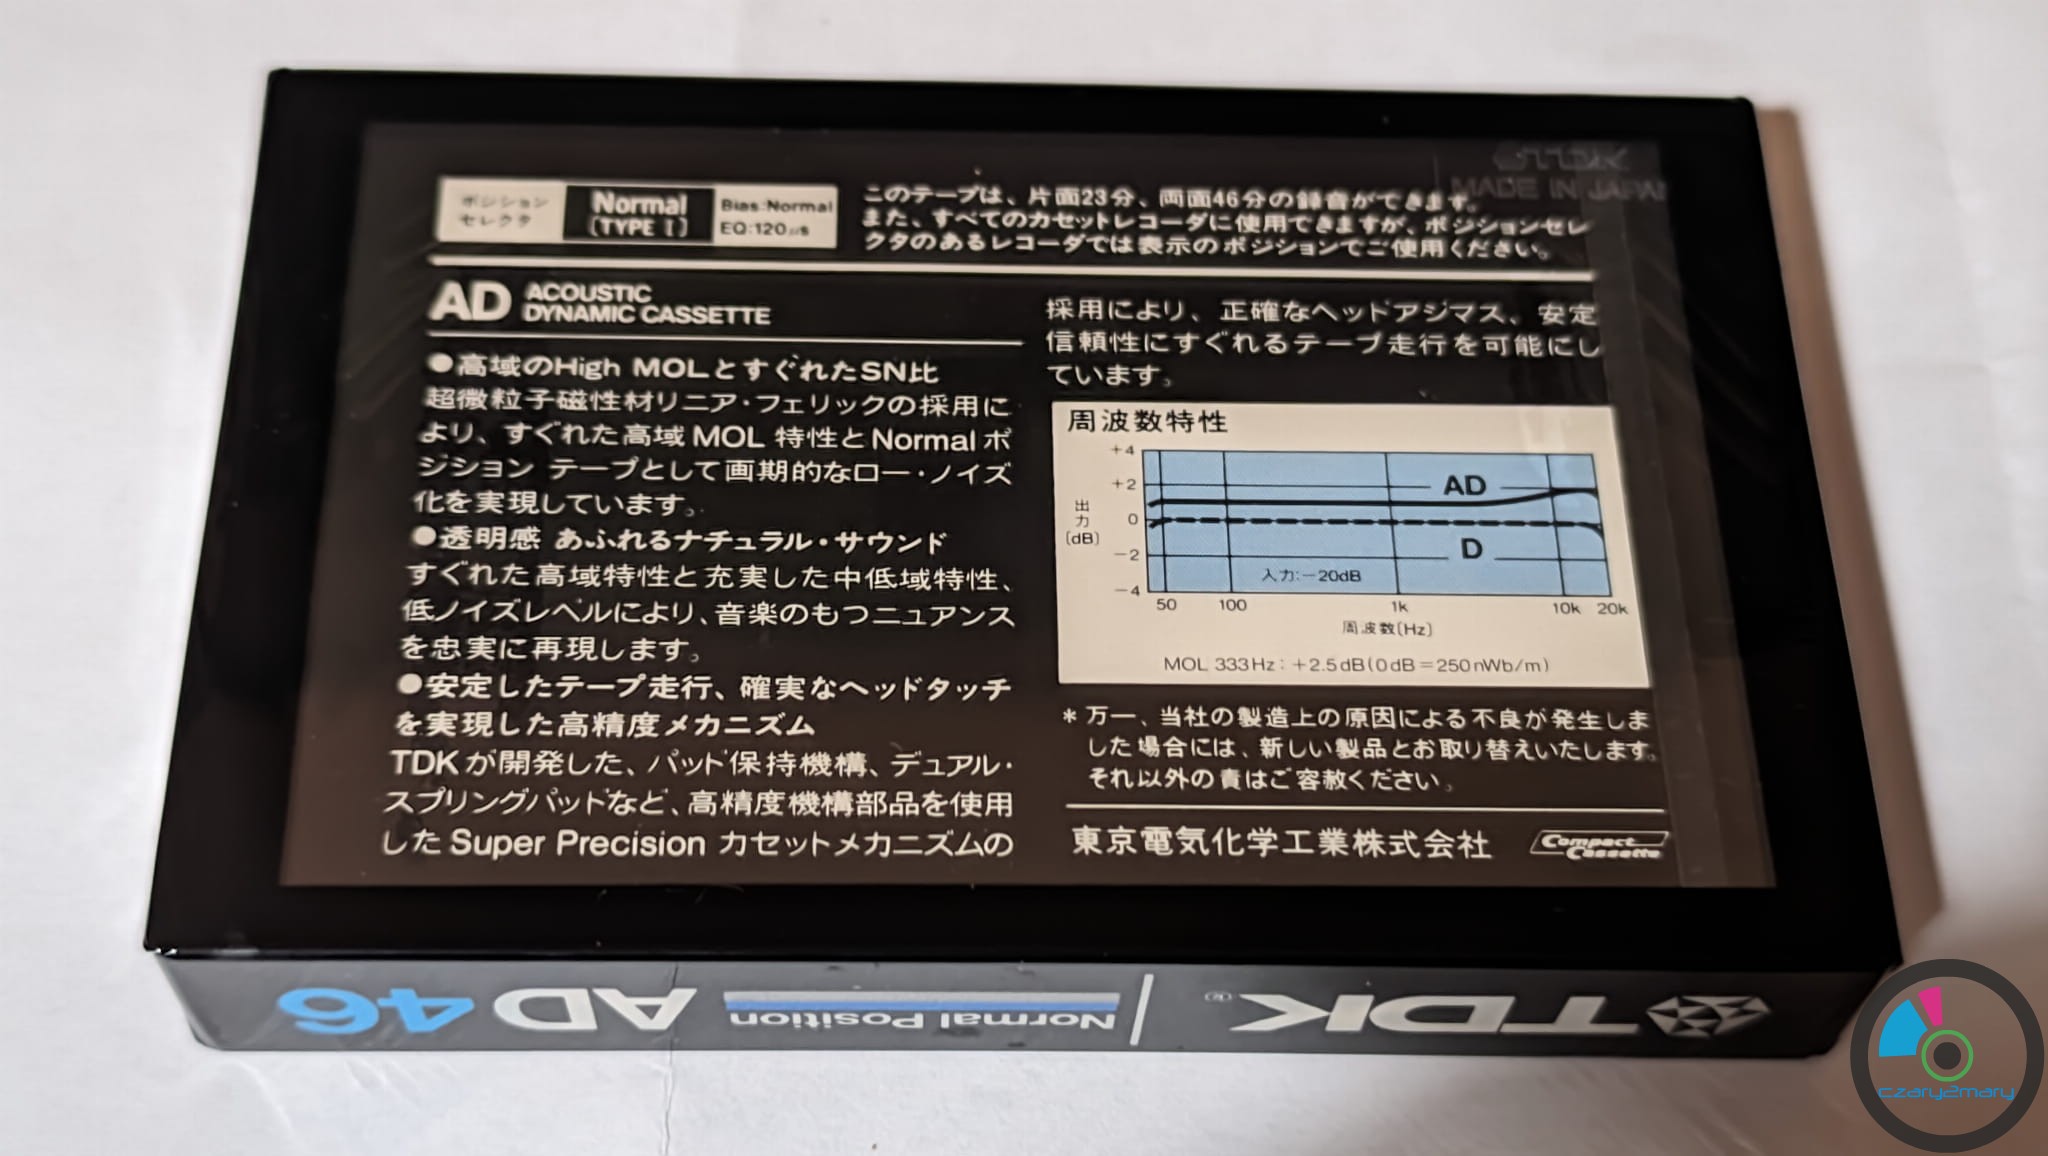 TDK
MADE IN JAPAN
ポジション
セレクタ
Normal
[TYPE I]
Bias:Normal
EQ:120μs
このテープは、片面23分、両面46分の録音ができます。
また、すべてのカセットレコーダに使用できますが、ポジションセレ
クタのあるレコーダでは表示のポジションでご使用ください。
AD ACOUSTIC
DYNAMIC CASSETTE
●高域のHigh MOLとすぐれたSN比
超微粒子磁性材リニア・フェリックの採用に
より、すぐれた高域 MOL 特性と Normal ポ
ジション テープとして画期的なロー・ノイズ
化を実現しています。
●透明感 あふれるナチュラル・サウンド
すぐれた高域特性と充実した中低域特性、
低ノイズレベルにより、音楽のもつニュアンス
を忠実に再現します。
●安定したテープ走行、確実なヘッドタッチ
を実現した高精度メカニズム
TDKが開発した、パッド保持機構、デュアル・
スプリングパッドなど、高精度機構部品を使用
した Super Precision カセットメカニズムの
採用により、正確なヘッドアジマス、安定
信頼性にすぐれるテープ走行を可能にし
ています。
周波数特性
+4
+2
0
-2
-4
出力
(dB)
AD
D
入力:-20dB
50 100 1k 10k 20k
周波数(Hz)
MOL 333Hz：+2.5dB(0dB=250nWb/m)
*万一、当社の製造上の原因による不良が発生しま
した場合には、新しい製品とお取り替えいたします。
それ以外の責はご容赦ください。
東京電気化学工業株式会社
Compact
Cassette
TDK® Normal Position AD 46
czary2mary